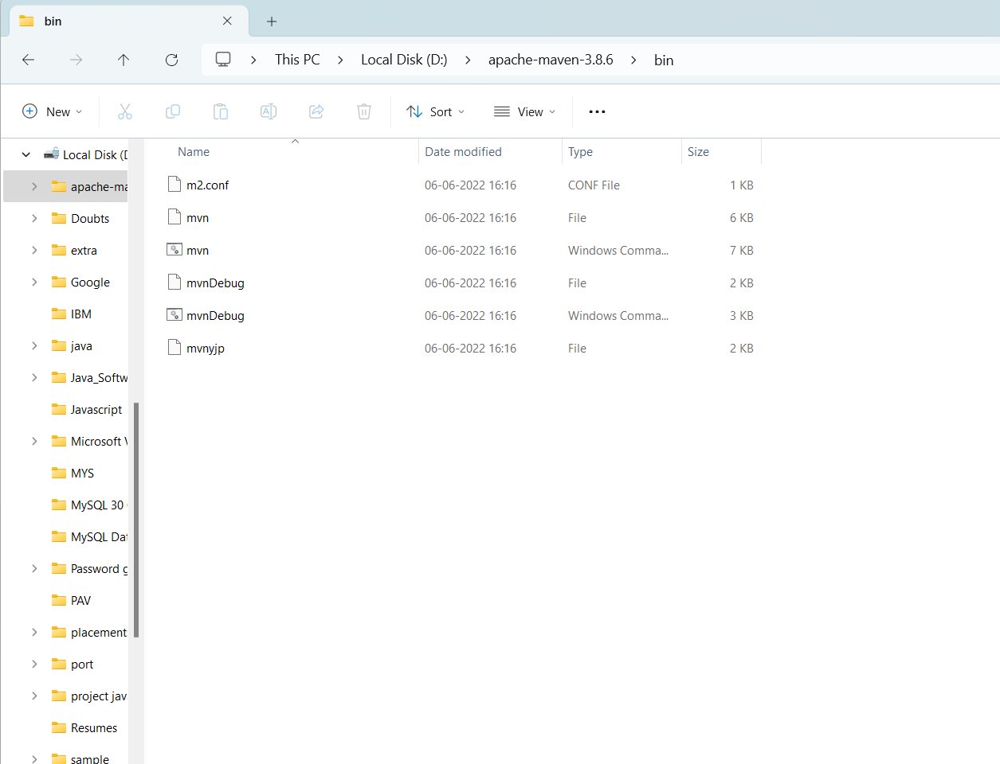 bin
This PC > Local Disk (D:) > apache-maven-3.8.6 > bin
New Sort View
Name Date modified Type Size
m2.conf 06-06-2022 16:16 CONF File 1 KB
mvn 06-06-2022 16:16 File 6 KB
mvn 06-06-2022 16:16 Windows Comma... 7 KB
mvnDebug 06-06-2022 16:16 File 2 KB
mvnDebug 06-06-2022 16:16 Windows Comma... 3 KB
mvnyjp 06-06-2022 16:16 File 2 KB
Local Disk (D
apache-ma
Doubts
extra
Google
IBM
java
Java_Softw
Javascript
Microsoft V
MYS
MySQL 30
MySQL Dat
Password g
PAV
placement
port
project jav
Resumes
sample